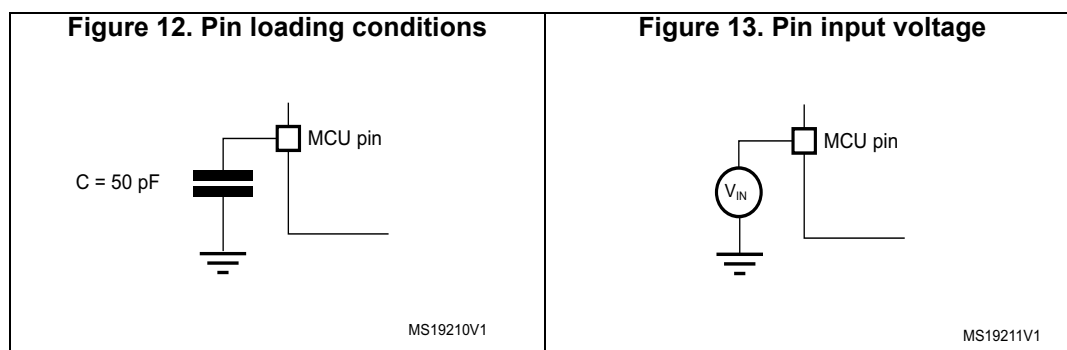 Figure 12. Pin loading conditions
MCU pin
C = 50 pF
MS19210V1
Figure 13. Pin input voltage
MCU pin
VIN
MS19211V1